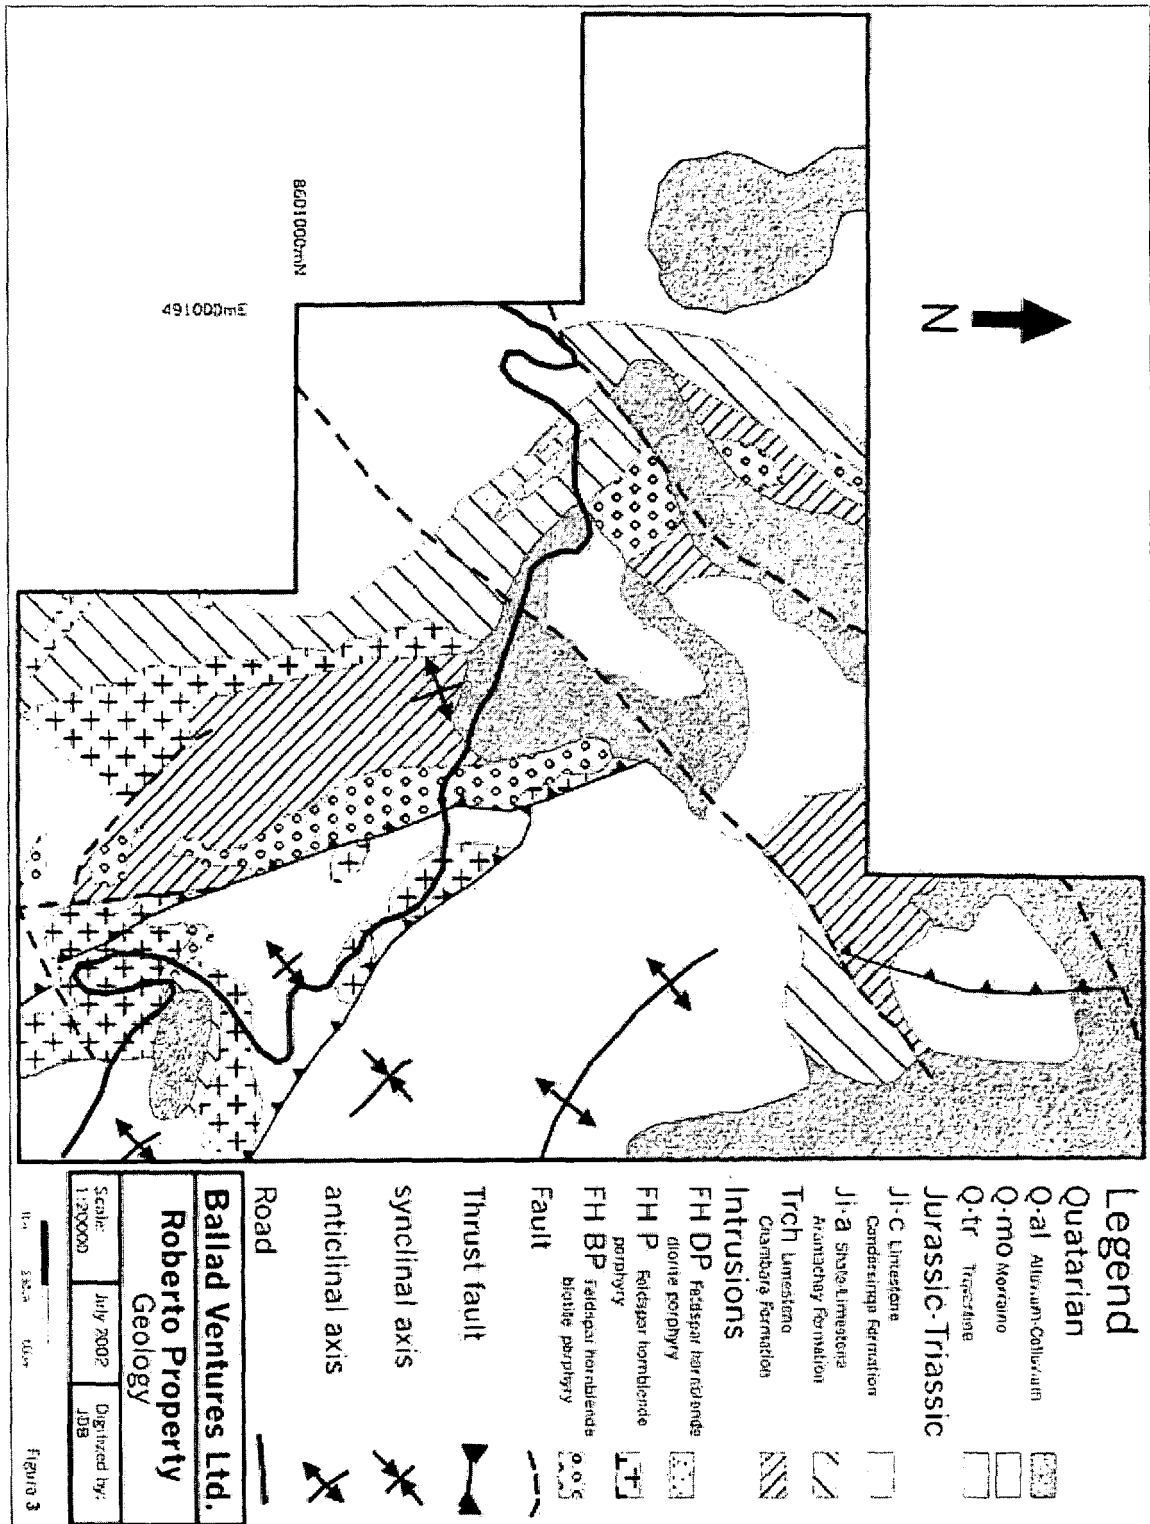 8601000mN
491000mE
N
Legend
Quatarian
Q-al Alluvium-Colluvium
Q-mo Morraine
Q-tr Travertine
Jurassic-Triassic
Ji-c Limestone
Condorsinga Formation
Ji-a Shale-Limestone
Aramachay Formation
Trch Limestone
Chambara Formation
Intrusions
FH DP Feldspar hornblende
diorite porphyry
FH P Feldspar hornblende
porphyry
FH BP Feldspar hornblende
biotite porphyry
Fault
Thrust fault
synclinal axis
anticlinal axis
Road
Ballad Ventures Ltd.
Roberto Property
Geology
Scale:
1:20000
July 2002
Digitized by:
JDB
Figure 3